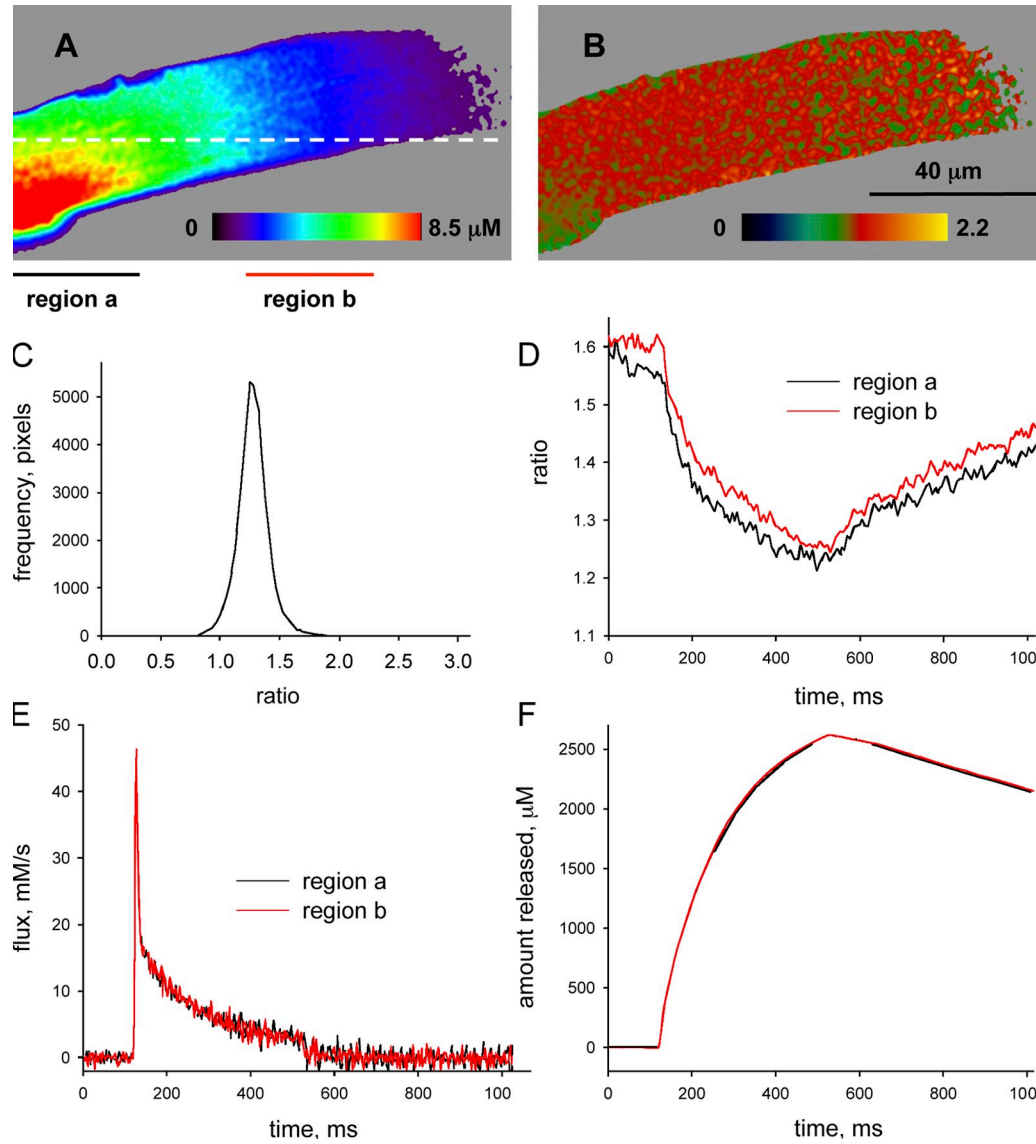 A
0
8.5 μM
B
40 μm
0
2.2
region a
region b
C
frequency, pixels
5000
4000
3000
2000
1000
0
0.0 0.5 1.0 1.5 2.0 2.5 3.0
ratio
D
ratio
1.6
1.5
1.4
1.3
1.2
1.1
region a
region b
0 200 400 600 800 100
time, ms
E
flux, mM/s
50
40
30
20
10
0
region a
region b
0 200 400 600 800 100
time, ms
F
amount released, μM
2500
2000
1500
1000
500
0
0 200 400 600 800 100
time, ms